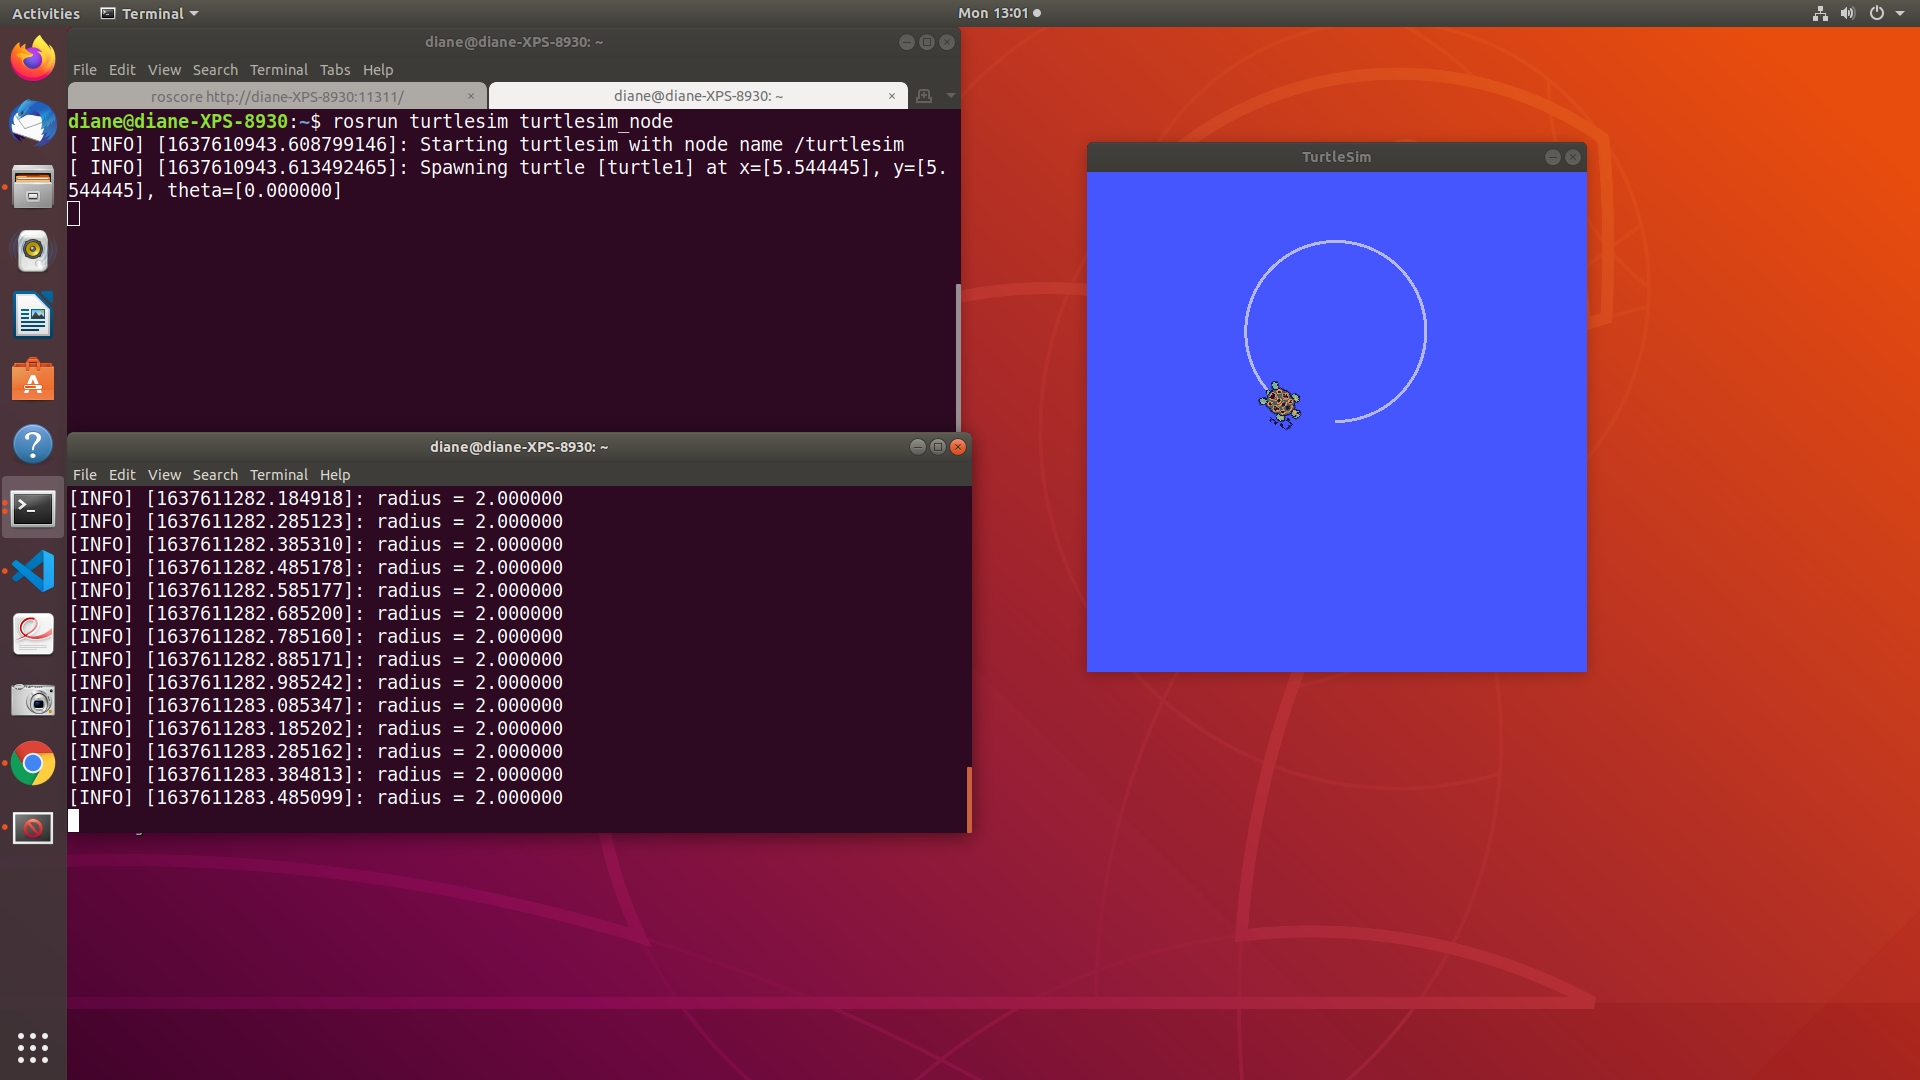 Activities Terminal Mon 13:01
diane@diane-XPS-8930: ~
File Edit View Search Terminal Tabs Help
roscore http://diane-XPS-8930:11311/ × diane@diane-XPS-8930: ~ ×
diane@diane-XPS-8930:~$ rosrun turtlesim turtlesim_node
[ INFO] [1637610943.608799146]: Starting turtlesim with node name /turtlesim
[ INFO] [1637610943.613492465]: Spawning turtle [turtle1] at x=[5.544445], y=[5.
544445], theta=[0.000000]
TurtleSim
diane@diane-XPS-8930: ~
File Edit View Search Terminal Help
[INFO] [1637611282.184918]: radius = 2.000000
[INFO] [1637611282.285123]: radius = 2.000000
[INFO] [1637611282.385310]: radius = 2.000000
[INFO] [1637611282.485178]: radius = 2.000000
[INFO] [1637611282.585177]: radius = 2.000000
[INFO] [1637611282.685200]: radius = 2.000000
[INFO] [1637611282.785160]: radius = 2.000000
[INFO] [1637611282.885171]: radius = 2.000000
[INFO] [1637611282.985242]: radius = 2.000000
[INFO] [1637611283.085347]: radius = 2.000000
[INFO] [1637611283.185202]: radius = 2.000000
[INFO] [1637611283.285162]: radius = 2.000000
[INFO] [1637611283.384813]: radius = 2.000000
[INFO] [1637611283.485099]: radius = 2.000000